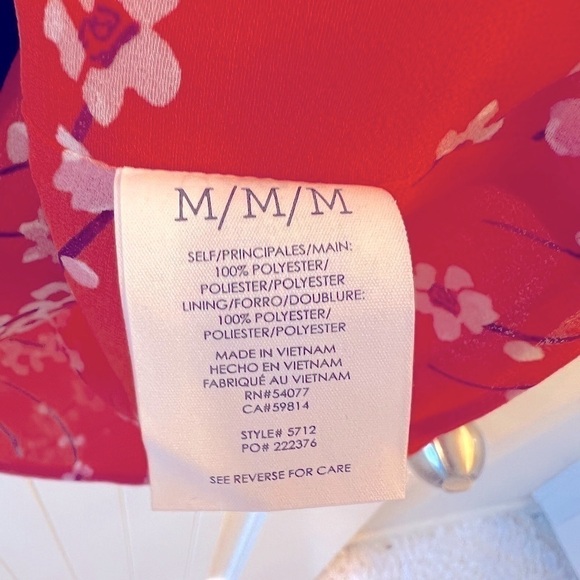 M/M/M
SELF/PRINCIPALES/MAIN:
100% POLYESTER/
POLIESTER/POLYESTER
LINING/FORRO/DOUBLURE:
100% POLYESTER/
POLIESTER/POLYESTER
MADE IN VIETNAM
HECHO EN VIETNAM
FABRIQUÉ AU VIETNAM
RN#54077
CA#59814
STYLE# 5712
PO# 222376
SEE REVERSE FOR CARE